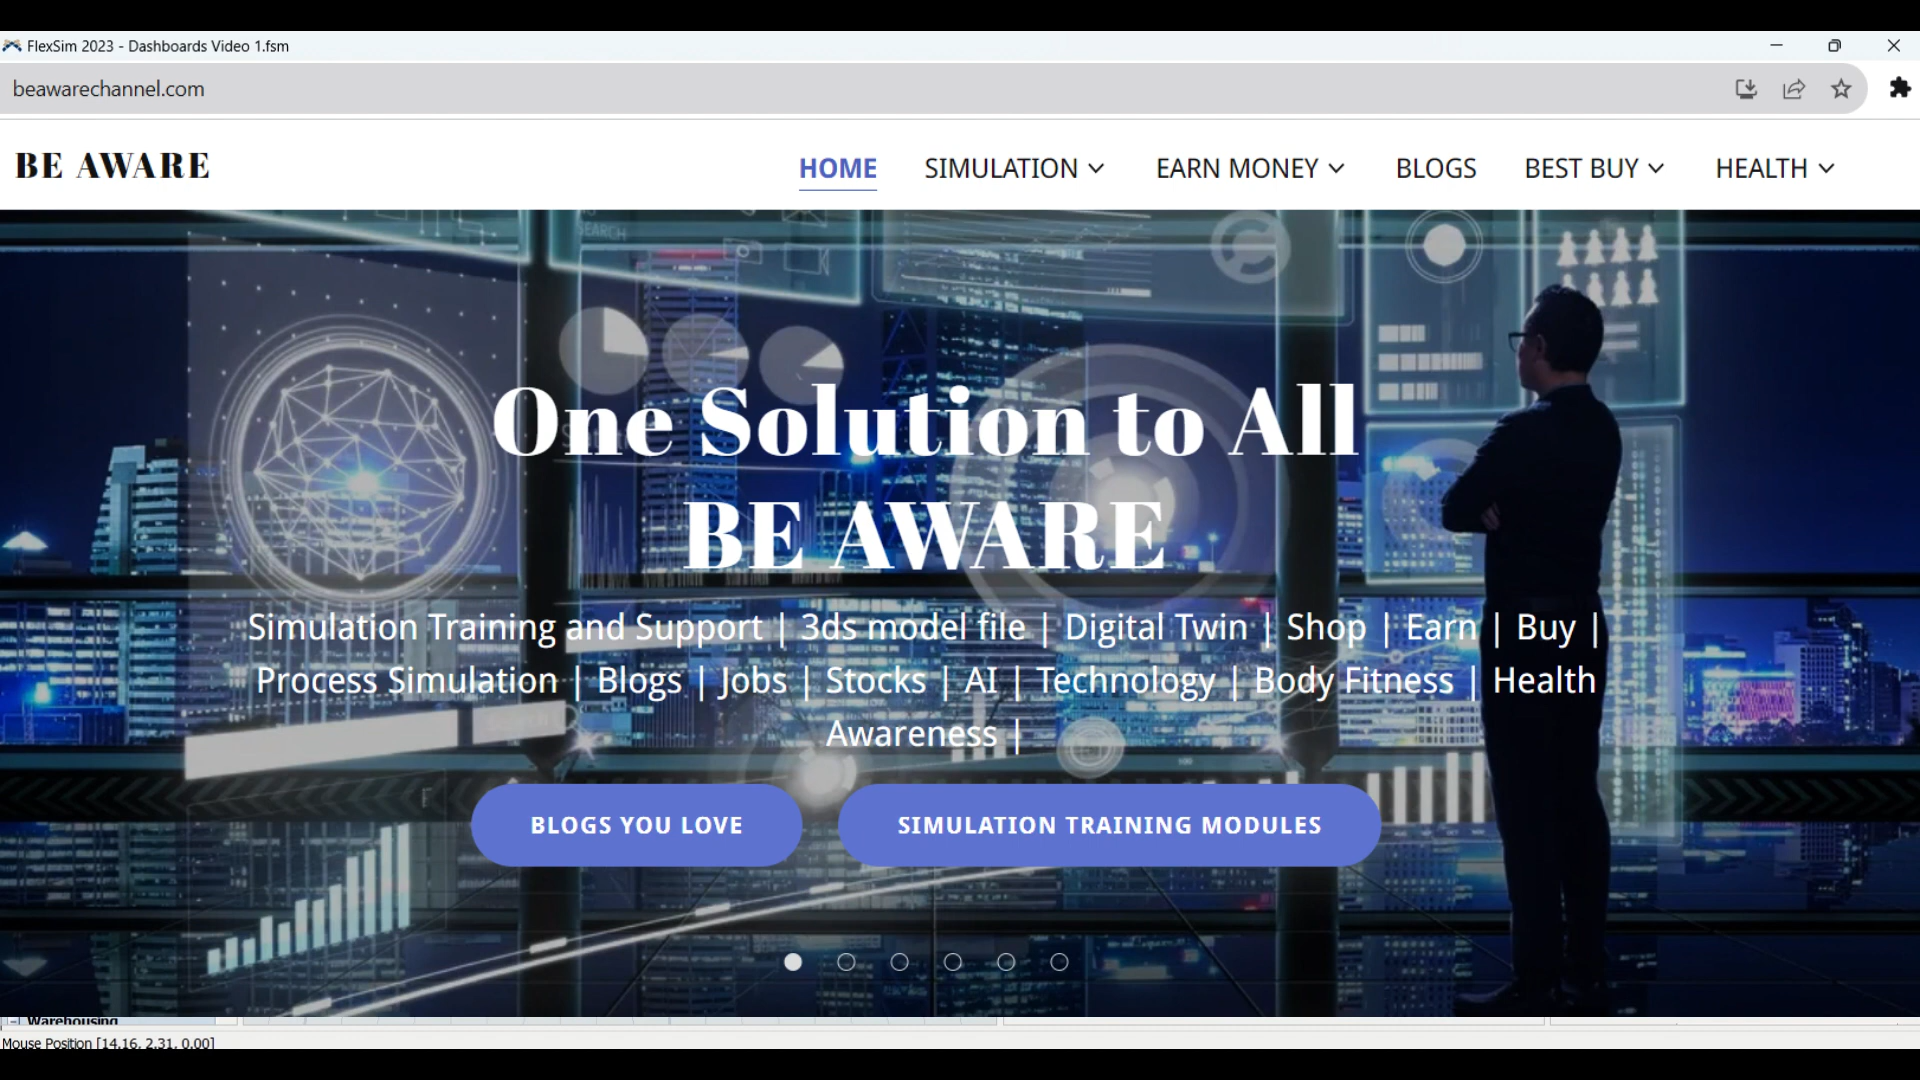 FlexSim 2023 - Dashboards Video 1.fsm
beawarechannel.com
BE AWARE
HOME SIMULATION EARN MONEY BLOGS BEST BUY HEALTH
SEARCH
One Solution to All
BE AWARE
Simulation Training and Support | 3ds model file | Digital Twin | Shop | Earn | Buy |
Process Simulation | Blogs | Jobs | Stocks | AI | Technology | Body Fitness | Health
Awareness |
BLOGS YOU LOVE SIMULATION TRAINING MODULES
Warehousing
Mouse Position [14.16, 2.31, 0.00]